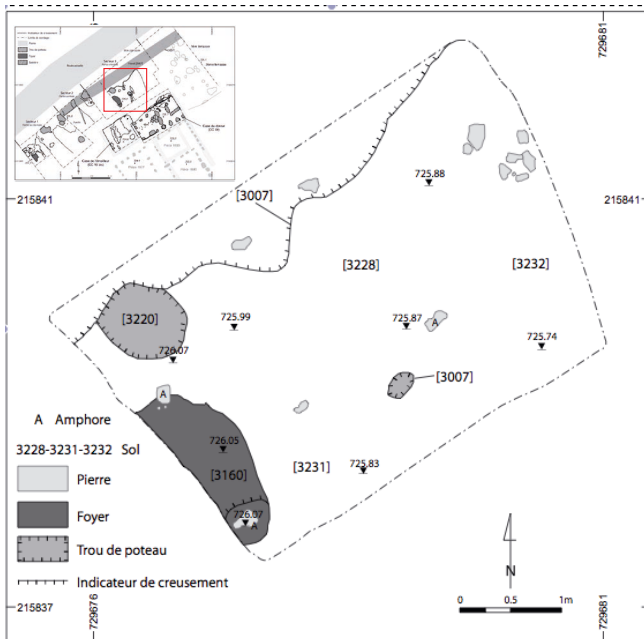 729681
215841
215841
725.88
[3007]
[3228]
[3232]
[3220]
725.99
725.87
A
726.07
725.74
[3007]
A
A Amphore
3228-3231-3232 Sol
726.05
[3231]
725.83
[3160]
Pierre
726.07
A
Foyer
Trou de poteau
N
Indicateur de creusement
0 0.5 1m
215837
215837
729676
729681